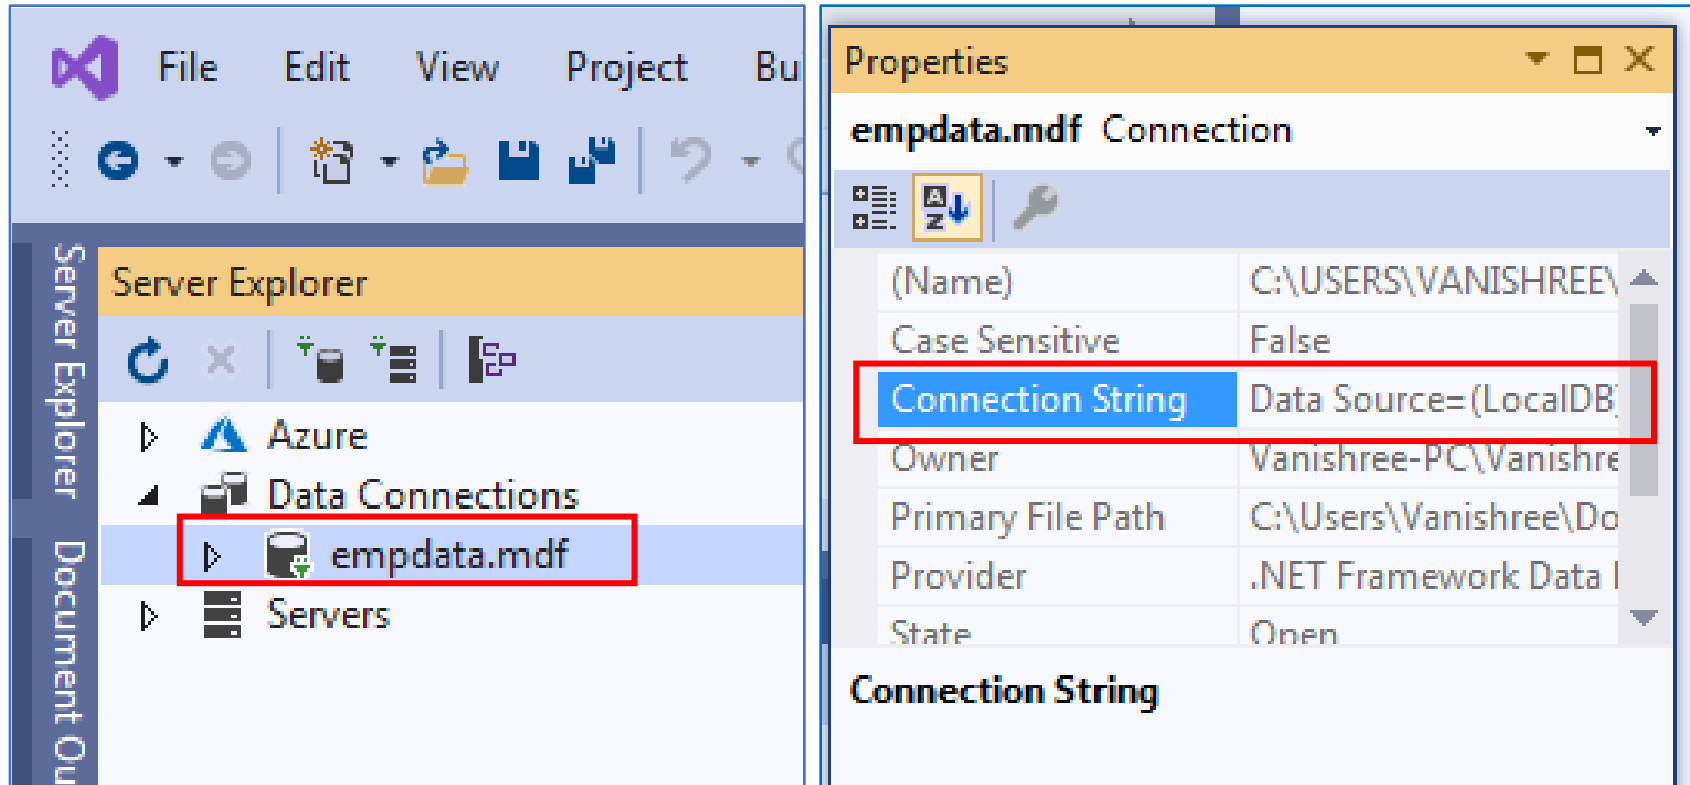 File Edit View Project Bu
Server Explorer
Document Ou
Server Explorer
Azure
Data Connections
empdata.mdf
Servers
Properties
empdata.mdf Connection
(Name) C:\USERS\VANISHREE\
Case Sensitive False
Connection String Data Source=(LocalDB)
Owner Vanishree-PC\Vanishre
Primary File Path C:\Users\Vanishree\Do
Provider .NET Framework Data
State Open
Connection String